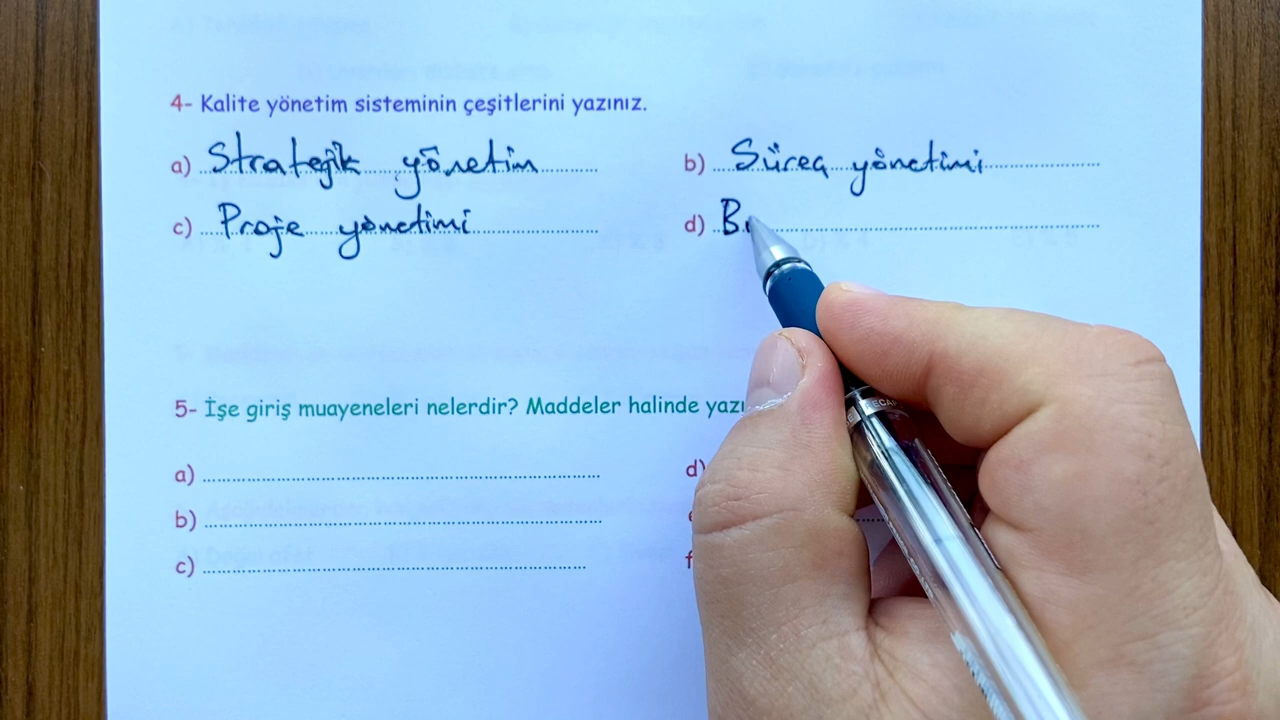 4- Kalite yönetim sisteminin çeşitlerini yazınız.
a) Stratejik yönetim b) Süreç yönetimi
c) Proje yönetimi d) B
5- İşe giriş muayeneleri nelerdir? Maddeler halinde
a) d)
b)
c) f